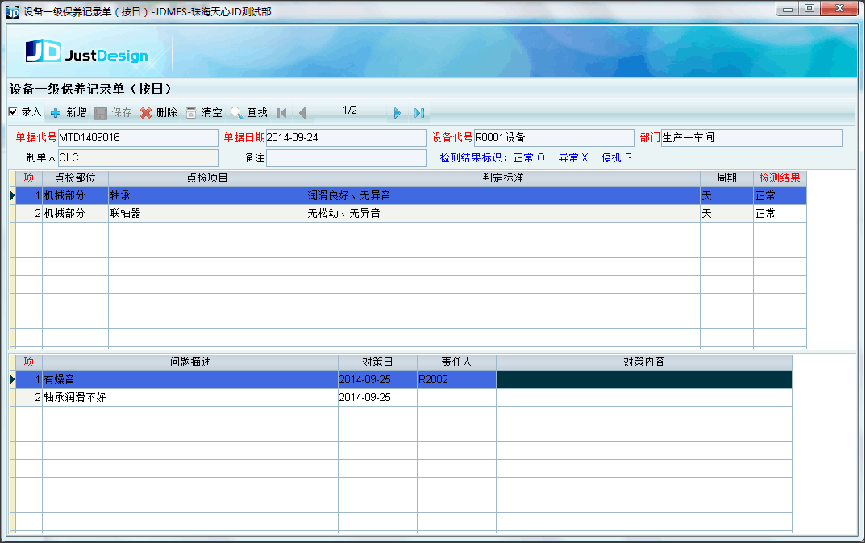 设备一级保养记录单（按日）-JDMES-珠海天心JD测试部
JD JustDesign
设备一级保养记录单（按日）
录入 新增 保存 删除 清空 查找 1/2
单据代号 MTD1409016 单据日期 2014-09-24 设备代号 R0001设备 部门 生产一车间
制单人 备注 检测结果标识：正常 O 异常 X 停机
项 点检部位 点检项目 判定标准 周期 检测结果
1 机械部分 轴承 润滑良好、无异音 天 正常
2 机械部分 联轴器 无松动、无异音 天 正常
项 问题描述 对策日 责任人 对策内容
1 有燥音 2014-09-25 R2002
2 轴承润滑不好 2014-09-25